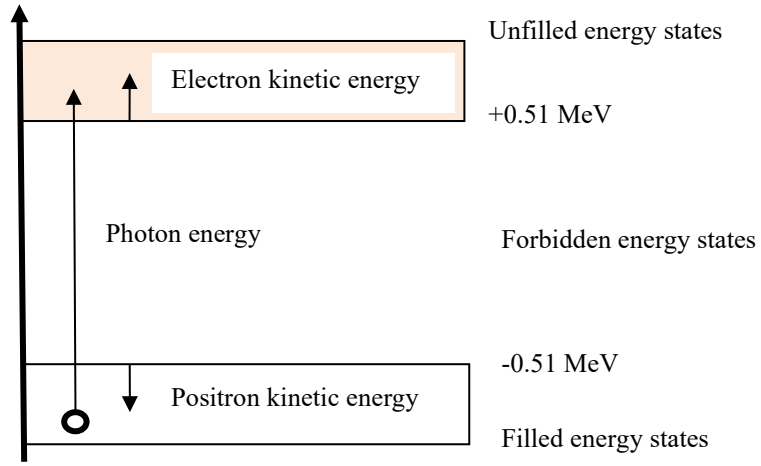 Unfilled energy states
Electron kinetic energy
+0.51 MeV
Photon energy
Forbidden energy states
-0.51 MeV
Positron kinetic energy
Filled energy states